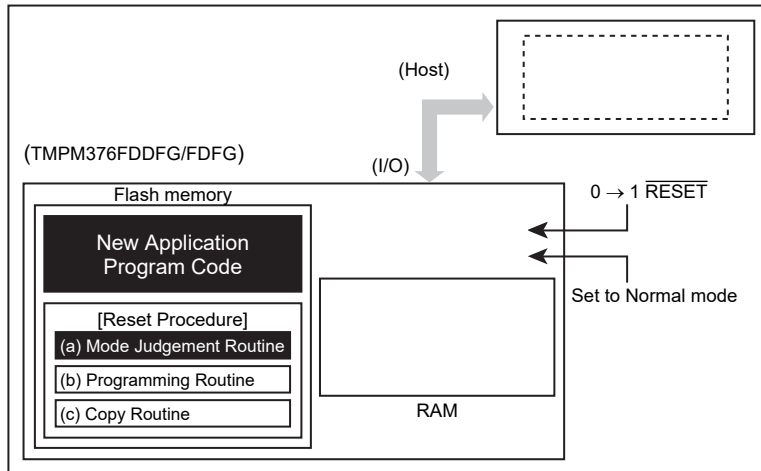 (Host)
(TMPM376FDDFG/FDFG)
(I/O)
Flash memory
0 → 1 RESET
New Application
Program Code
Set to Normal mode
[Reset Procedure]
(a) Mode Judgement Routine
(b) Programming Routine
(c) Copy Routine
RAM